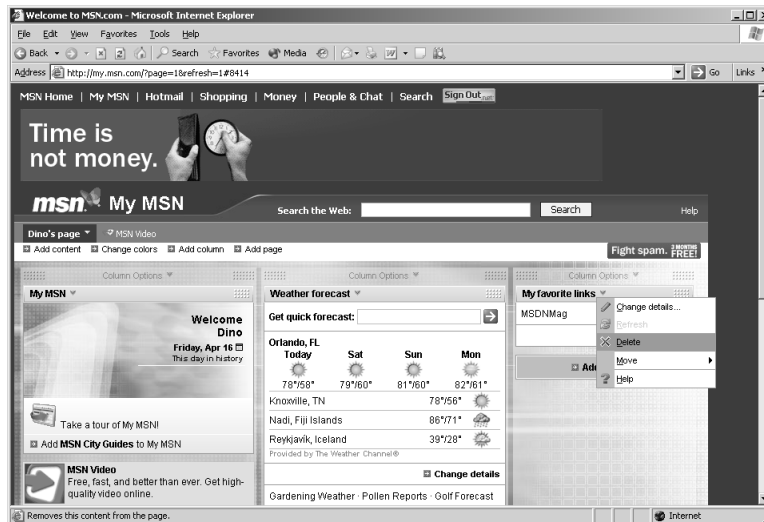 Welcome to MSN.com - Microsoft Internet Explorer
File Edit View Favorites Tools Help
Back Search Favorites Media
Address http://my.msn.com/?page=1&refresh=1#8414 Go Links
MSN Home | My MSN | Hotmail | Shopping | Money | People & Chat | Search Sign Out .net
Time is
not money.
msn My MSN
Search the Web: Search Help
Dino's page MSN Video
Add content Change colors Add column Add page
Fight spam. 3 MONTHS FREE!
Column Options Column Options Column Options
My MSN
Welcome
Dino
Friday, Apr 16
This day in history
Take a tour of My MSN!
Add MSN City Guides to My MSN
MSN Video
Free, fast, and better than ever. Get high-
quality video online.
Weather forecast
Get quick forecast:
Orlando, FL
Today Sat Sun Mon
78°/58° 79°/60° 81°/60° 82°/61°
Knoxville, TN 78°/56°
Nadi, Fiji Islands 86°/71°
Reykjavík, Iceland 39°/28°
Provided by The Weather Channel®
Change details
Gardening Weather · Pollen Reports · Golf Forecast
My favorite links
MSDNMag
Ad
Change details...
Refresh
Delete
Move
Help
Removes this content from the page. Internet